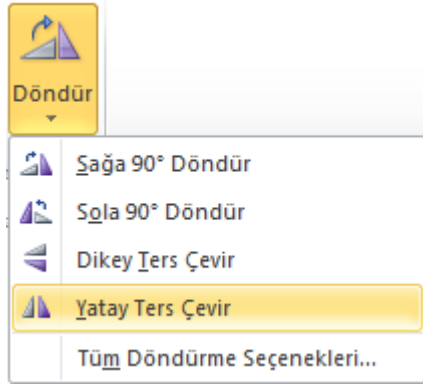 Döndür
Sağa 90° Döndür
Sola 90° Döndür
Dikey Ters Çevir
Yatay Ters Çevir
Tüm Döndürme Seçenekleri...